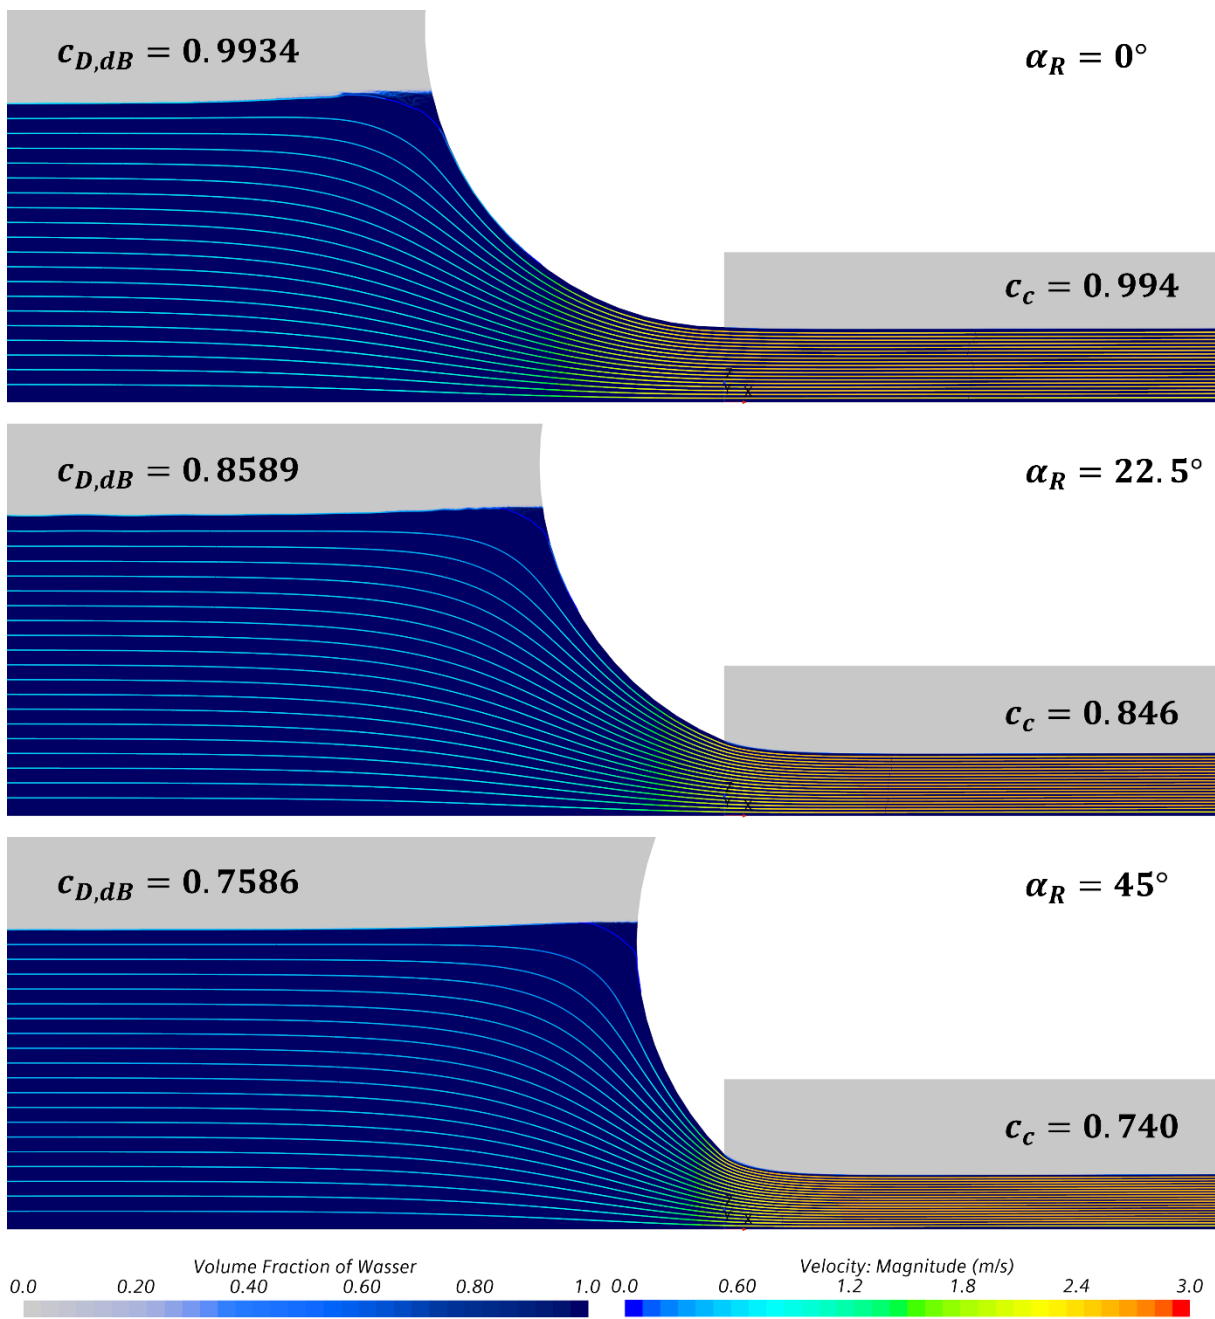 c_{D,dB} = 0.9934
α_R = 0°
c_c = 0.994
Z
Y X
c_{D,dB} = 0.8589
α_R = 22.5°
c_c = 0.846
Z
Y X
c_{D,dB} = 0.7586
α_R = 45°
c_c = 0.740
Y X
Volume Fraction of Wasser
0.0 0.20 0.40 0.60 0.80 1.0
Velocity: Magnitude (m/s)
0.0 0.60 1.2 1.8 2.4 3.0